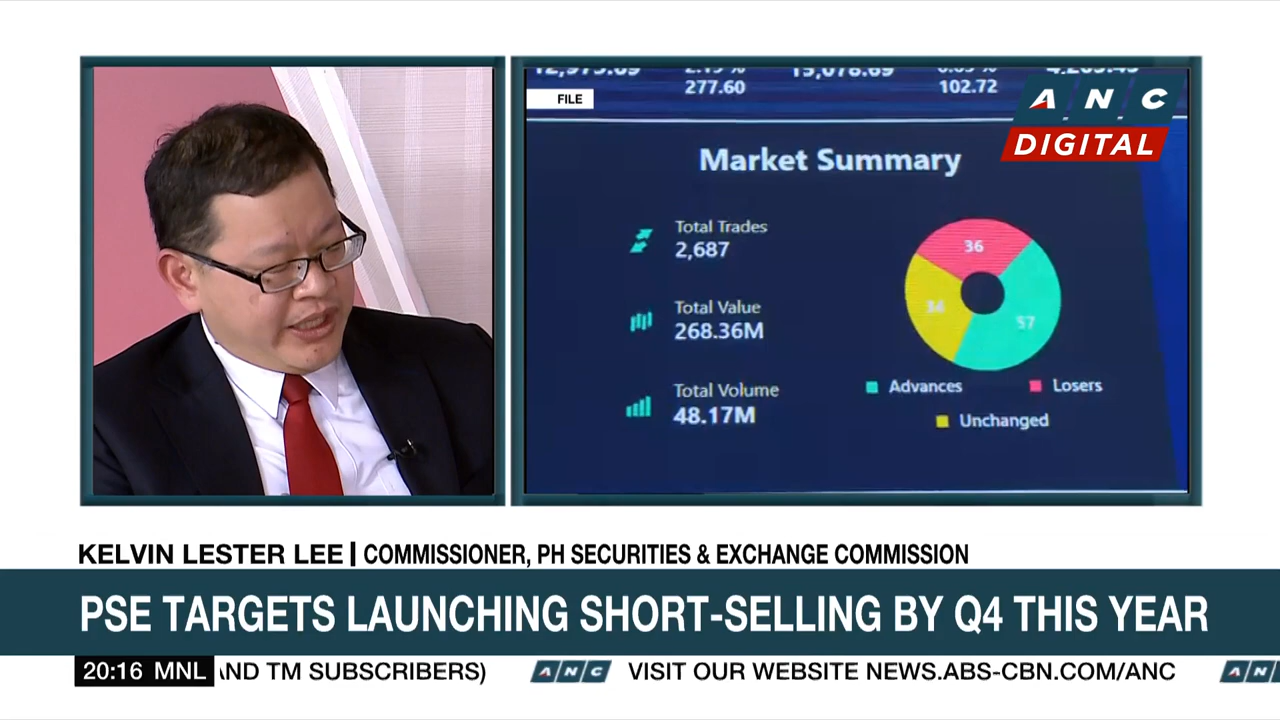 277.60
102.72
FILE
ANC
DIGITAL
Market Summary
Total Trades
2,687
Total Value
268.36M
Total Volume
48.17M
36
34
57
Advances
Losers
Unchanged
KELVIN LESTER LEE | COMMISSIONER, PH SECURITIES & EXCHANGE COMMISSION
PSE TARGETS LAUNCHING SHORT-SELLING BY Q4 THIS YEAR
20:16 MNL
AND TM SUBSCRIBERS) ANC VISIT OUR WEBSITE NEWS.ABS-CBN.COM/ANC